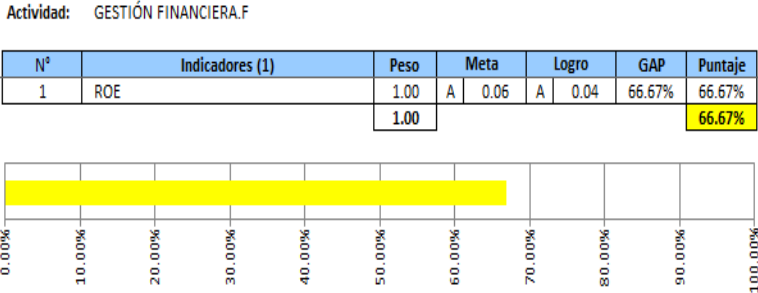 Actividad: GESTIÓN FINANCIERA.F
N° Indicadores (1) Peso Meta Logro GAP Puntaje
1 ROE 1.00 A 0.06 A 0.04 66.67% 66.67%
1.00 66.67%
0.00% 10.00% 20.00% 30.00% 40.00% 50.00% 60.00% 70.00% 80.00% 90.00% 100.00%